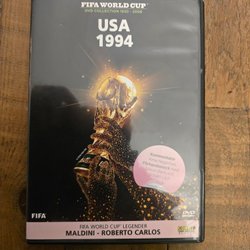 FIFA WORLD CUP
DVD COLLECTION 1930 - 2006
USA
1994
FIFA
DVD
FIFA WORLD CUP LEGENDER
MALDINI - ROBERTO CARLOS